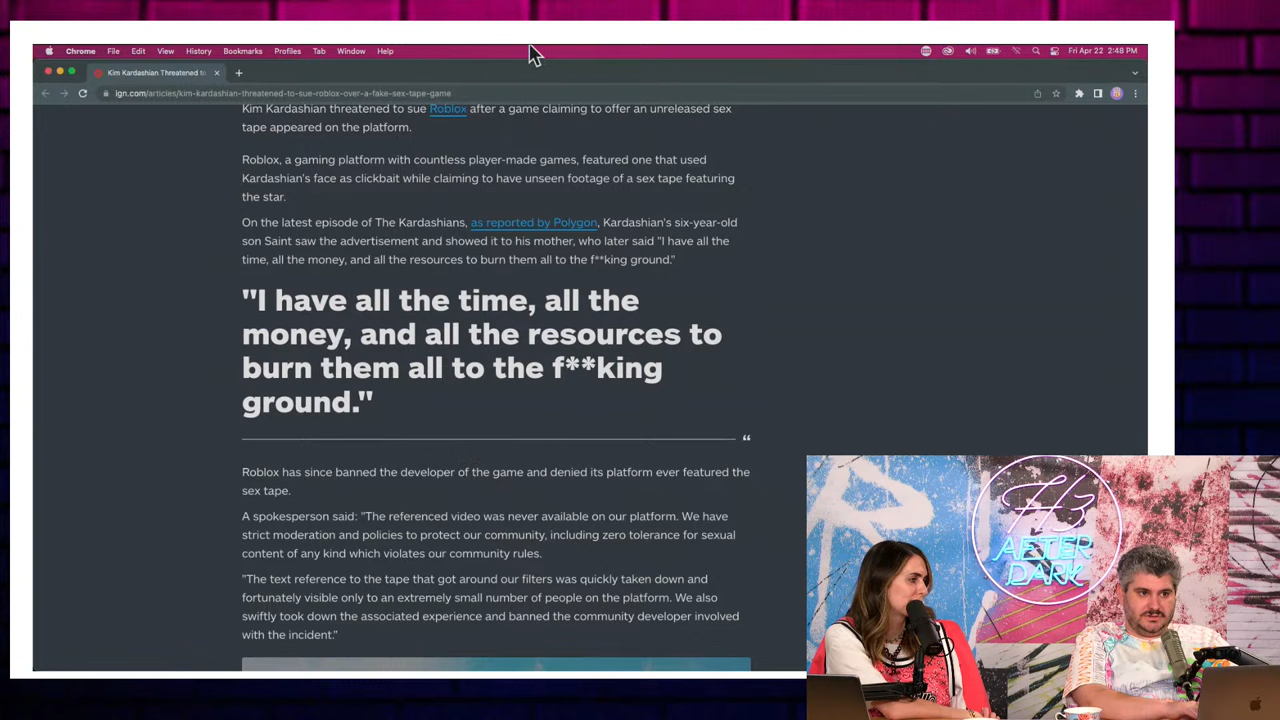 Chrome File Edit View History Bookmarks Profiles Tab Window Help Fri Apr 22 2:48 PM
Kim Kardashian Threatened to
ign.com/articles/kim-kardashian-threatened-to-sue-roblox-over-a-fake-sex-tape-game
Kim Kardashian threatened to sue Roblox after a game claiming to offer an unreleased sex
tape appeared on the platform.
Roblox, a gaming platform with countless player-made games, featured one that used
Kardashian's face as clickbait while claiming to have unseen footage of a sex tape featuring
the star.
On the latest episode of The Kardashians, as reported by Polygon, Kardashian's six-year-old
son Saint saw the advertisement and showed it to his mother, who later said "I have all the
time, all the money, and all the resources to burn them all to the f**king ground."
"I have all the time, all the
money, and all the resources to
burn them all to the f**king
ground."
“
Roblox has since banned the developer of the game and denied its platform ever featured the
sex tape.
A spokesperson said: "The referenced video was never available on our platform. We have
strict moderation and policies to protect our community, including zero tolerance for sexual
content of any kind which violates our community rules.
"The text reference to the tape that got around our filters was quickly taken down and
fortunately visible only to an extremely small number of people on the platform. We also
swiftly took down the associated experience and banned the community developer involved
with the incident."
H3
AFTER
DARK